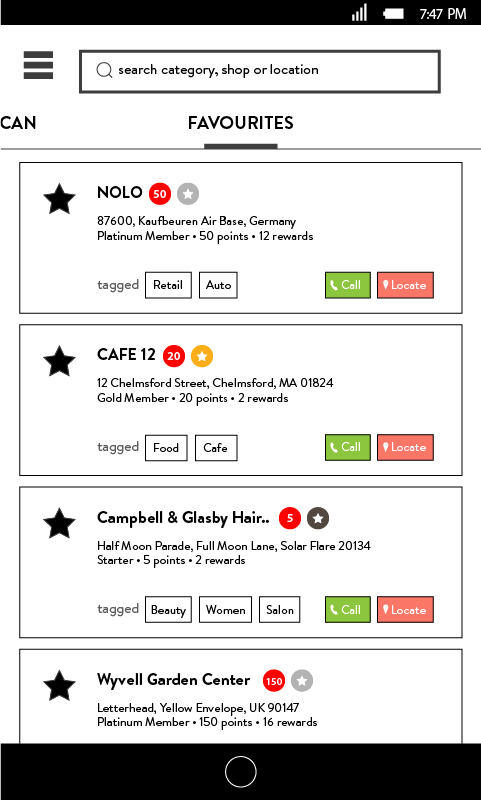 7:47 PM
search category, shop or location
CAN
FAVOURITES
NOLO 50
87600, Kaufbeuren Air Base, Germany
Platinum Member • 50 points • 12 rewards
tagged Retail Auto Call Locate
CAFE 12 20
12 Chelmsford Street, Chelmsford, MA 01824
Gold Member • 20 points • 2 rewards
tagged Food Cafe Call Locate
Campbell & Glasby Hair.. 5
Half Moon Parade, Full Moon Lane, Solar Flare 20134
Starter • 5 points • 2 rewards
tagged Beauty Women Salon Call Locate
Wyvell Garden Center 150
Letterhead, Yellow Envelope, UK 90147
Platinum Member • 150 points • 16 rewards